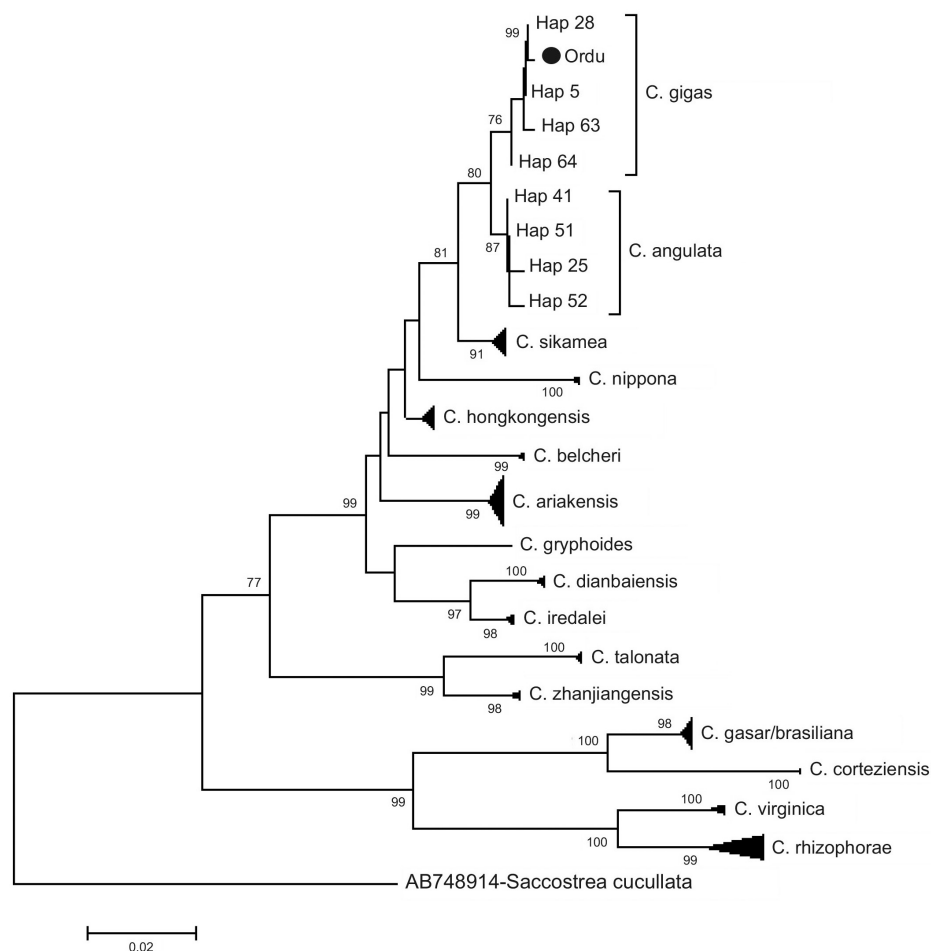 Hap 28
99
Ordu
Hap 5
C. gigas
76
Hap 63
Hap 64
80
Hap 41
Hap 51
87
C. angulata
81
Hap 25
Hap 52
C. sikamea
91
C. nippona
100
C. hongkongensis
C. belcheri
99
C. ariakensis
99
99
C. gryphoides
100
C. dianbaiensis
77
97
C. iredalei
98
100
C. talonata
99
C. zhanjiangensis
98
98
C. gasar/brasiliana
100
C. corteziensis
100
99
100
C. virginica
100
C. rhizophorae
99
AB748914-Saccostrea cucullata
0.02